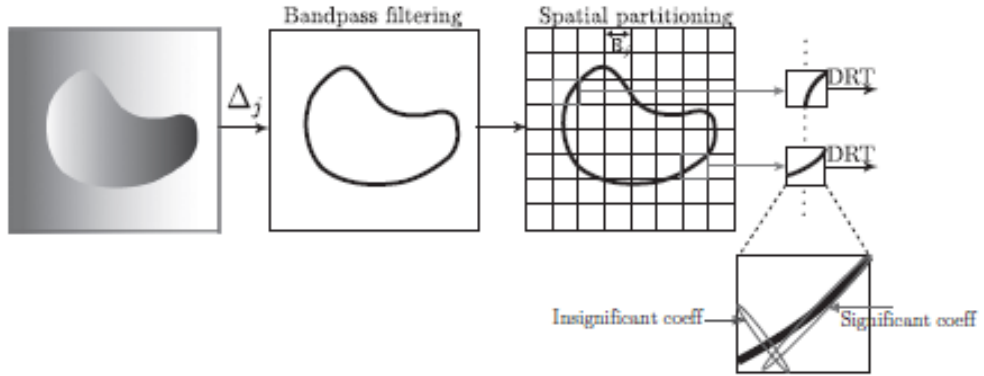 Bandpass filtering
Spatial partitioning
Δj
Bj
DRT
DRT
Insignificant coeff
Significant coeff